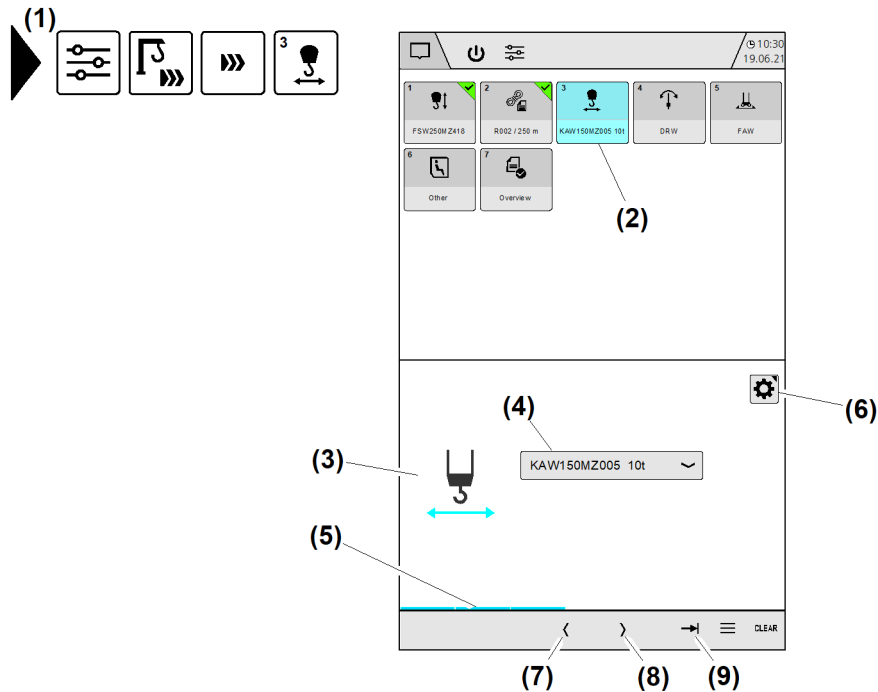 (1)
3
10:30
19.06.21
1 2 3 4 5
FSW250MZ418 R002 / 250 m KAW150MZ005 10t DRW FAW
6 7
Other Overview
(2)
(6)
(4)
(3)
KAW150MZ005 10t
(5)
CLEAR
(7) (8) (9)